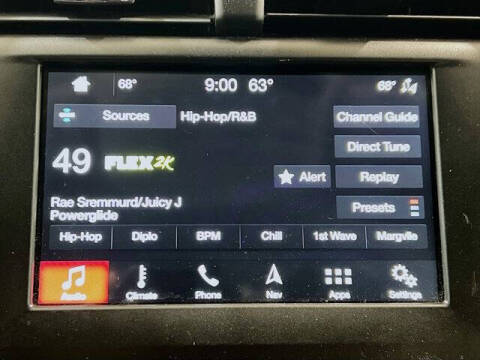 68° 9:00 63° 68°
Sources Hip-Hop/R&B Channel Guide
Direct Tune
49 FLEX2K
Alert Replay
Rae Sremmurd/Juicy J
Powerglide
Presets
Hip-Hop Diplo BPM Chill 1st Wave Margvlle
Audio Climate Phone Nav Apps Settings